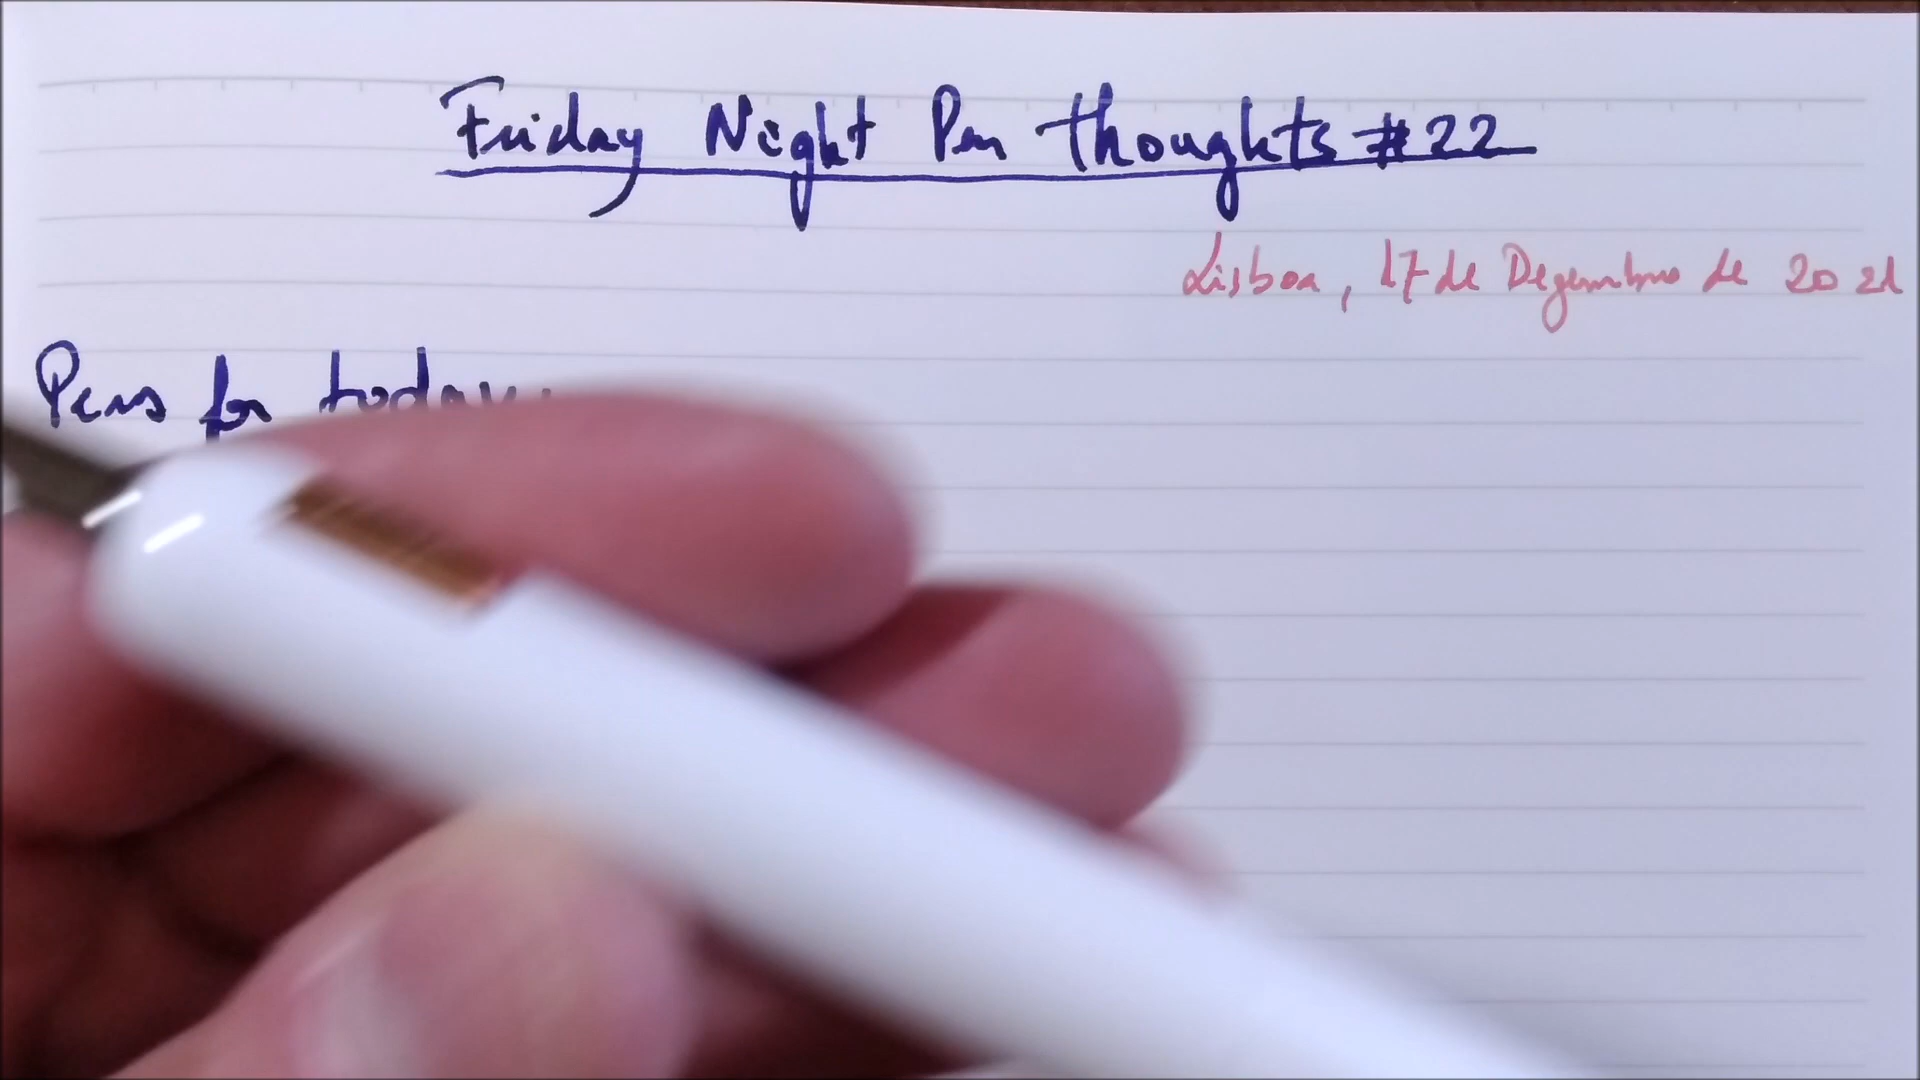 Friday Night Pen Thoughts #22
Lisboa, 17 de Dezembro de 2021
Pens for today: